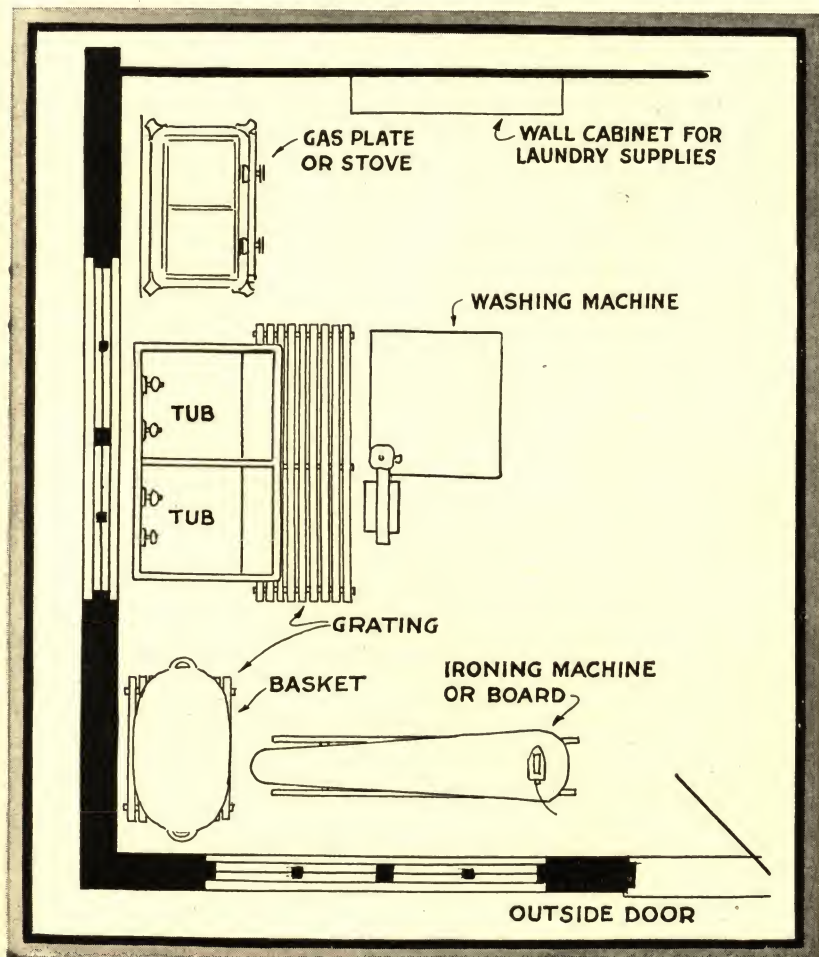 GAS PLATE
OR STOVE
WALL CABINET FOR
LAUNDRY SUPPLIES
WASHING MACHINE
TUB
TUB
GRATING
BASKET
IRONING MACHINE
OR BOARD
OUTSIDE DOOR